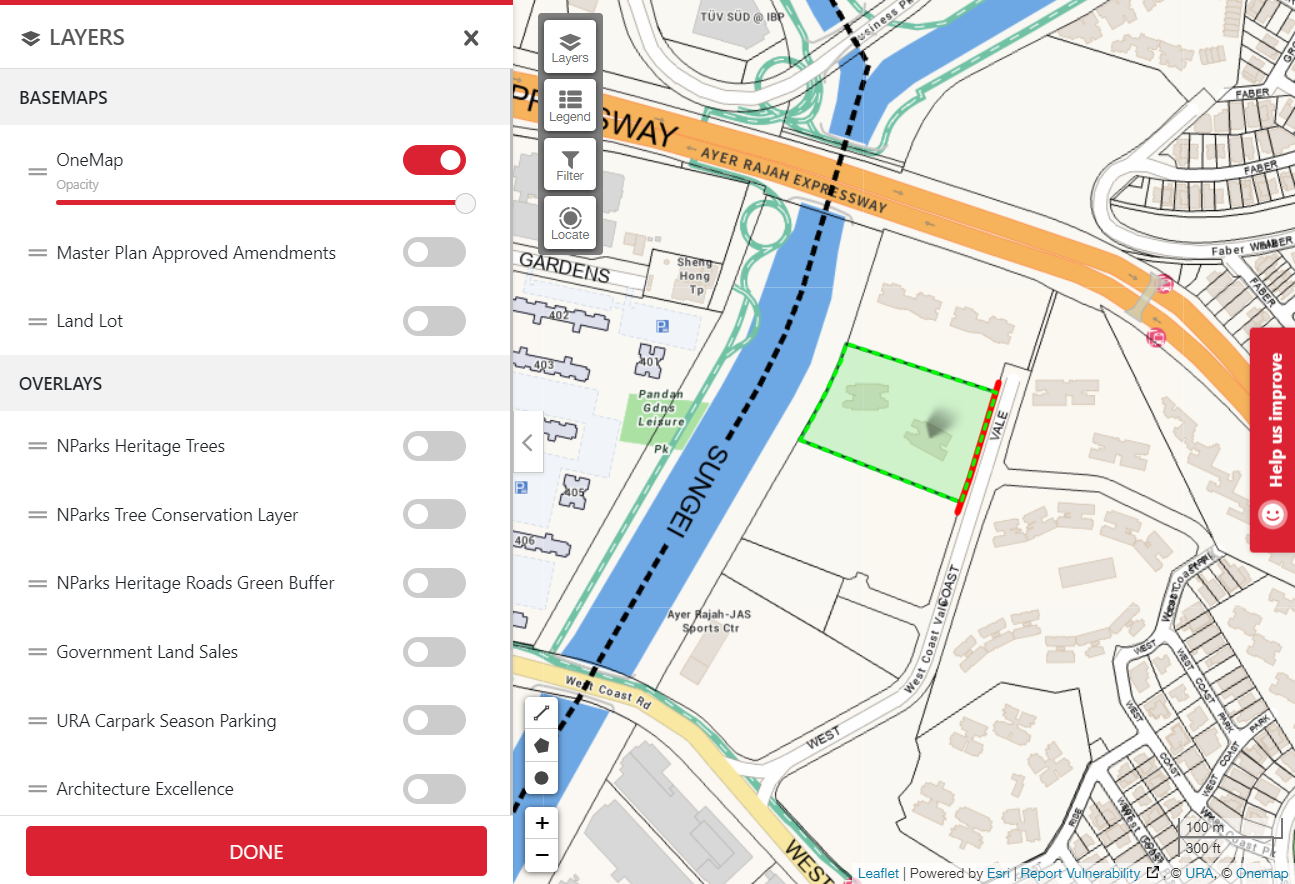 LAYERS
BASEMAPS
OneMap
Opacity
Master Plan Approved Amendments
Land Lot
OVERLAYS
NParks Heritage Trees
NParks Tree Conservation Layer
NParks Heritage Roads Green Buffer
Government Land Sales
URA Carpark Season Parking
Architecture Excellence
DONE
Layers
Legend
Filter
Locate
TÜV SÜD @ IBP
Business Pk
SWAY
AYER RAJAH EXPRESSWAY
FABER
FABER
Faber Walk
FABER
GARDENS
Sheng
Hong
Tp
402
403
401
Pandan
Gdns
Leisure
Pk
405
406
SUNGEI
VALE
COAST
West Coast Vale
WEST
Ayer Rajah-JAS
Sports Ctr
West Coast Rd
WEST
WEST
COAST
PARK
WEST
COAST
PARK
WEST
COAST
WEST
COAST
PARK
RISE
Help us improve
+
−
100 m
300 ft
Leaflet | Powered by Esri | Report Vulnerability , © URA, © Onemap